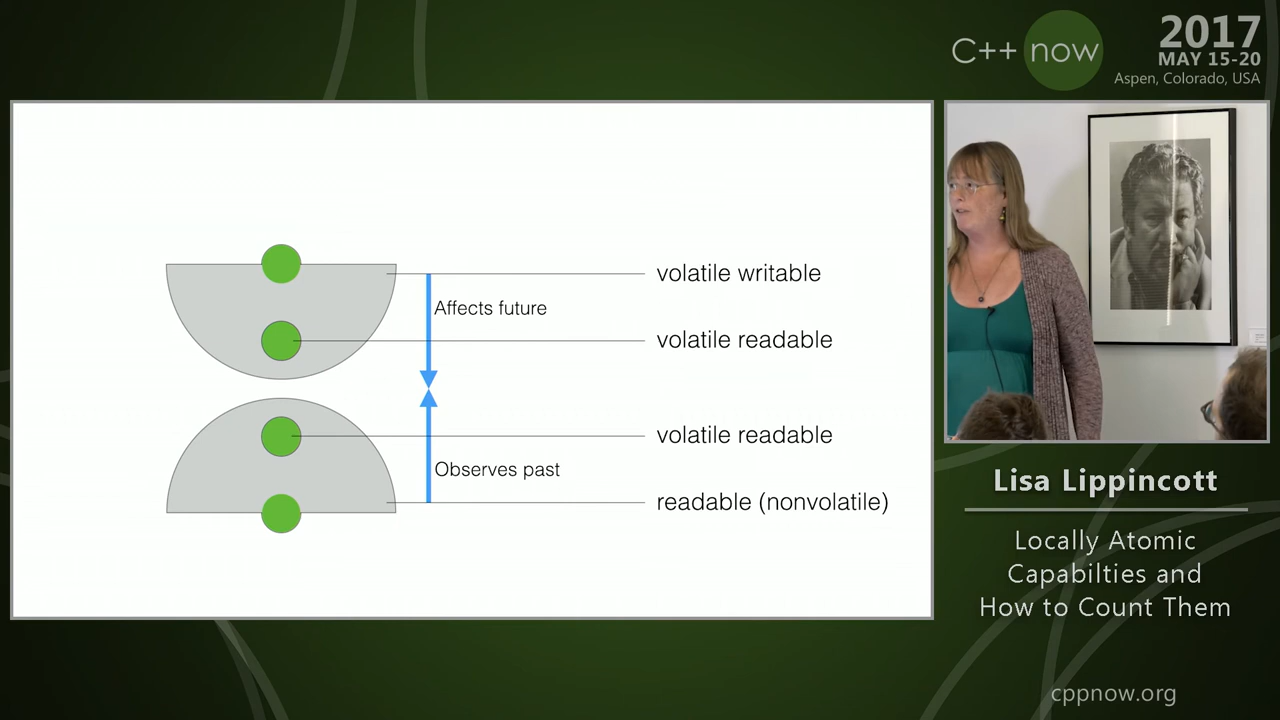 C++ now
2017
MAY 15-20
Aspen, Colorado, USA
volatile writable
Affects future
volatile readable
volatile readable
Observes past
readable (nonvolatile)
Lisa Lippincott
Locally Atomic
Capabilties and
How to Count Them
cppnow.org